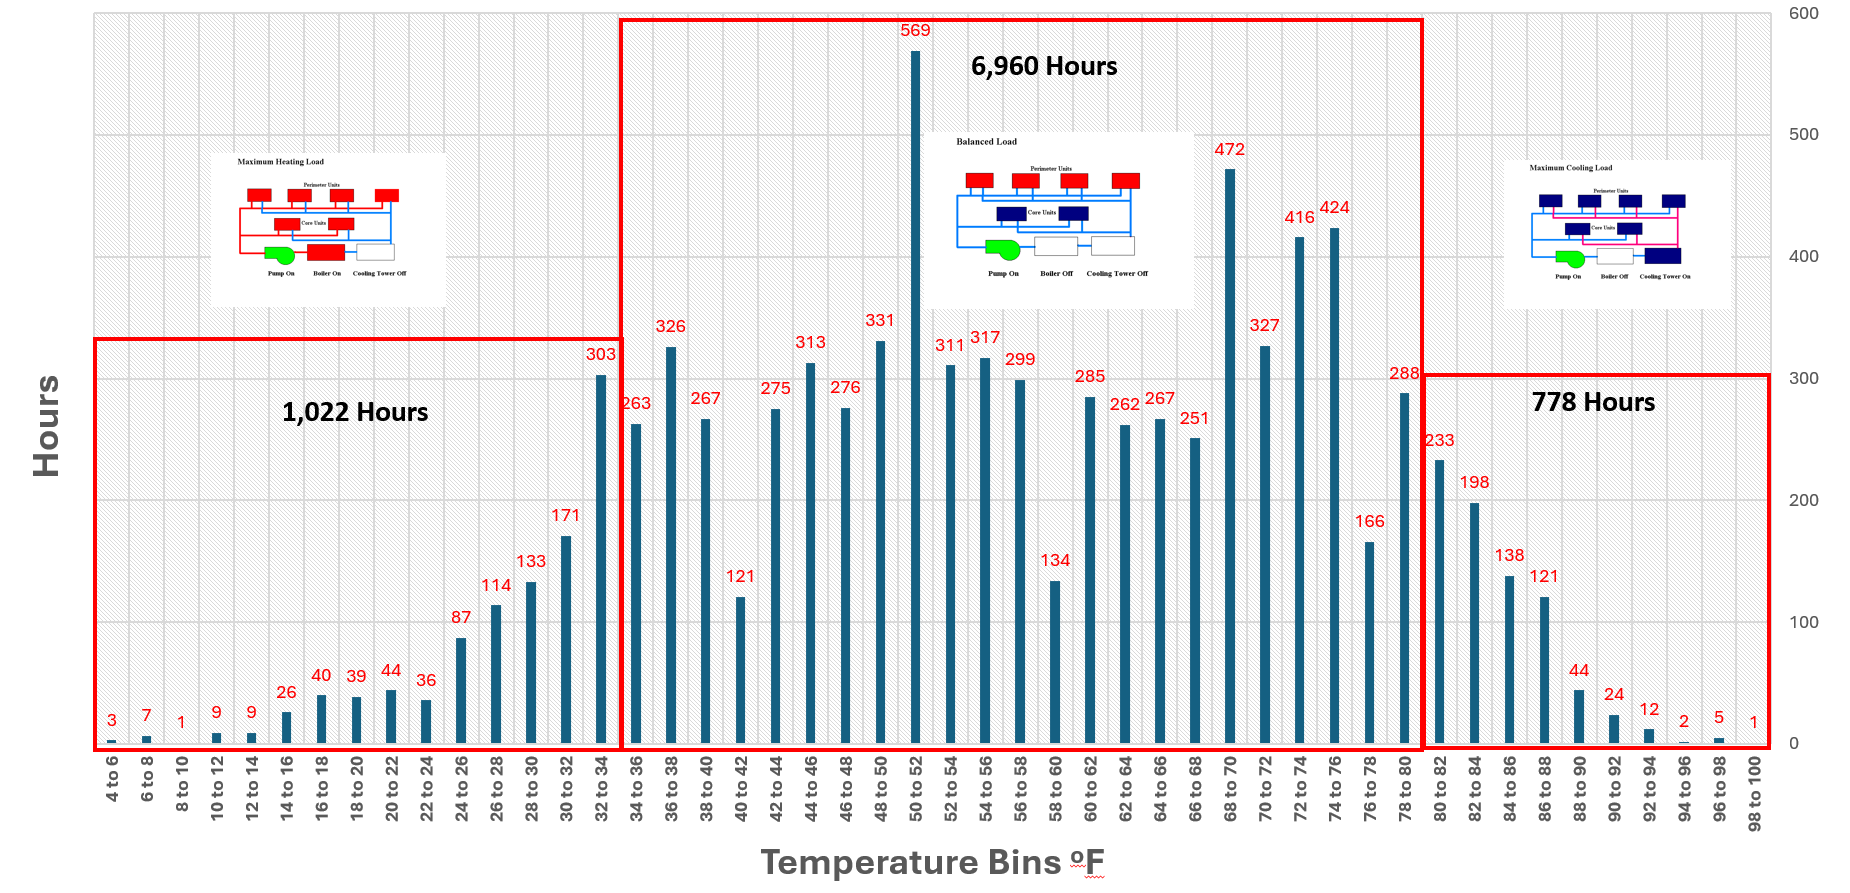 600
569
6,960 Hours
Balanced Load
500
472
Maximum Heating Load
Perimeter Units
Core Units
Pump On
Boiler On
Cooling Tower Off
Perimeter Units
Core Units
Pump On
Boiler Off
Cooling Tower Off
Maximum Cooling Load
Perimeter Units
Core Units
Pump On
Boiler Off
Cooling Tower On
416
424
400
1,022 Hours
778 Hours
300
200
100
0
3
7
1
9
9
26
40
39
44
36
87
114
133
171
303
263
326
267
121
275
313
276
331
311
317
299
134
285
262
267
251
327
166
288
233
198
138
121
44
24
12
2
5
1
Hours
4 to 6
6 to 8
8 to 10
10 to 12
12 to 14
14 to 16
16 to 18
18 to 20
20 to 22
22 to 24
24 to 26
26 to 28
28 to 30
30 to 32
32 to 34
34 to 36
36 to 38
38 to 40
40 to 42
42 to 44
44 to 46
46 to 48
48 to 50
50 to 52
52 to 54
54 to 56
56 to 58
58 to 60
60 to 62
62 to 64
64 to 66
66 to 68
68 to 70
70 to 72
72 to 74
74 to 76
76 to 78
78 to 80
80 to 82
82 to 84
84 to 86
86 to 88
88 to 90
90 to 92
92 to 94
94 to 96
96 to 98
98 to 100
Temperature Bins ºF